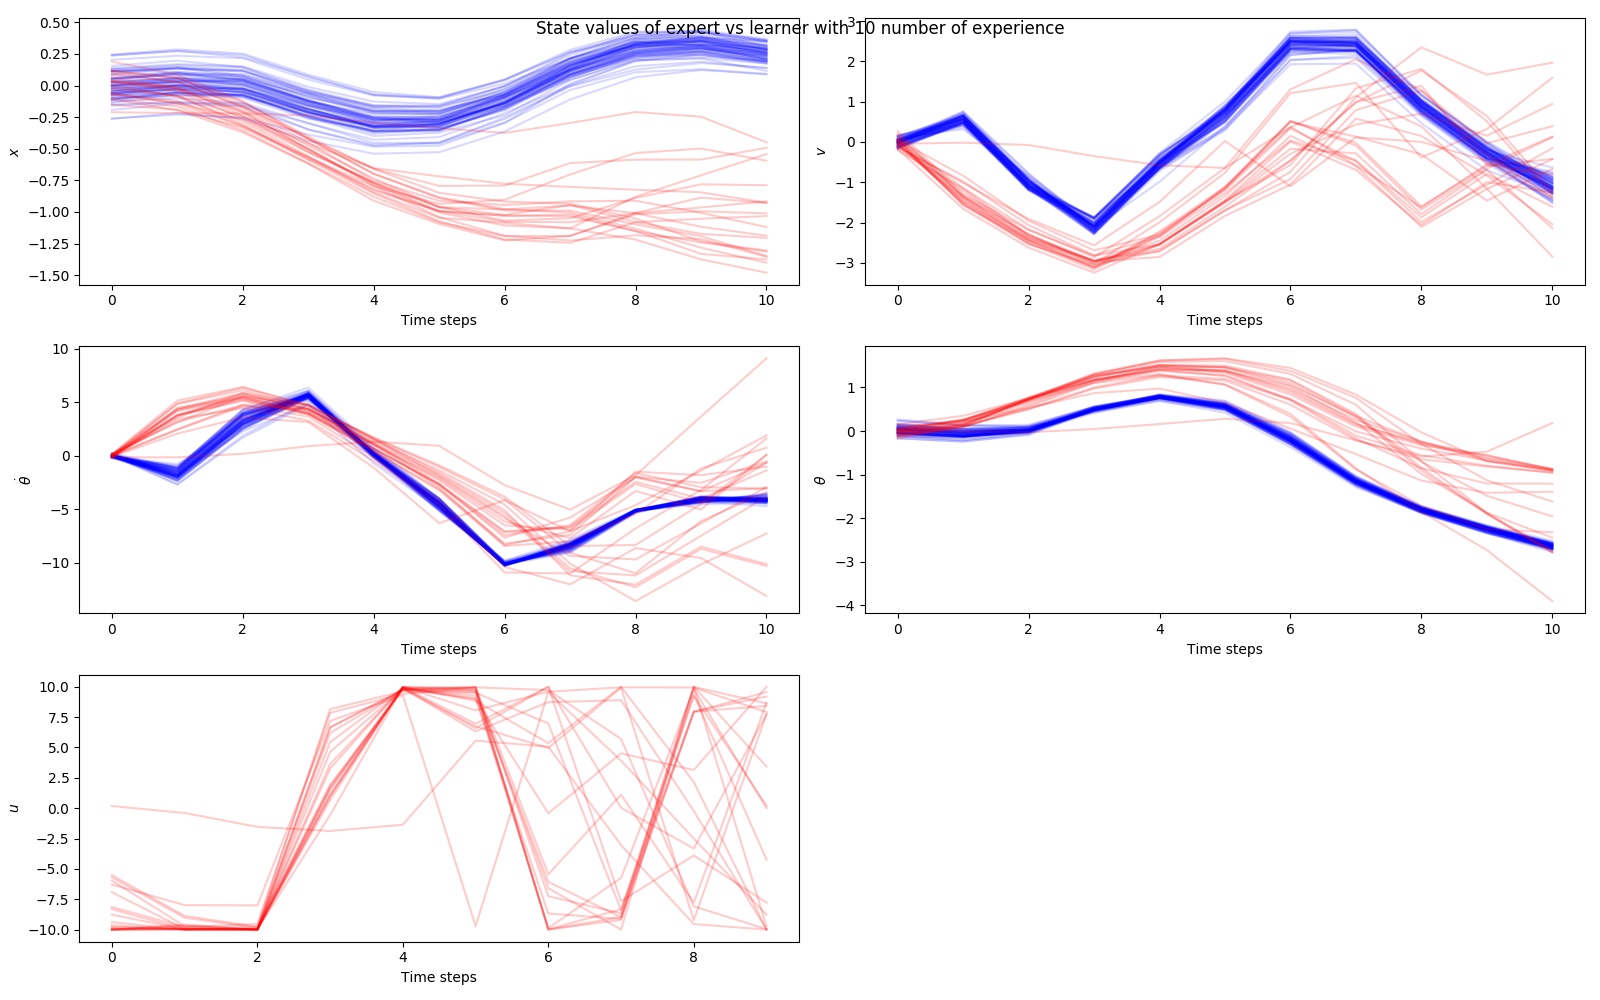 State values of expert vs learner with 10 number of experience
0.50
0.25
0.00
−0.25
−0.50
−0.75
−1.00
−1.25
−1.50
x
0 2 4 6 8 10
Time steps
3
2
1
0
−1
−2
−3
v
0 2 4 6 8 10
Time steps
10
5
0
−5
−10
θ̇
0 2 4 6 8 10
Time steps
1
0
−1
−2
−3
−4
θ
0 2 4 6 8 10
Time steps
10.0
7.5
5.0
2.5
0.0
−2.5
−5.0
−7.5
−10.0
u
0 2 4 6 8
Time steps